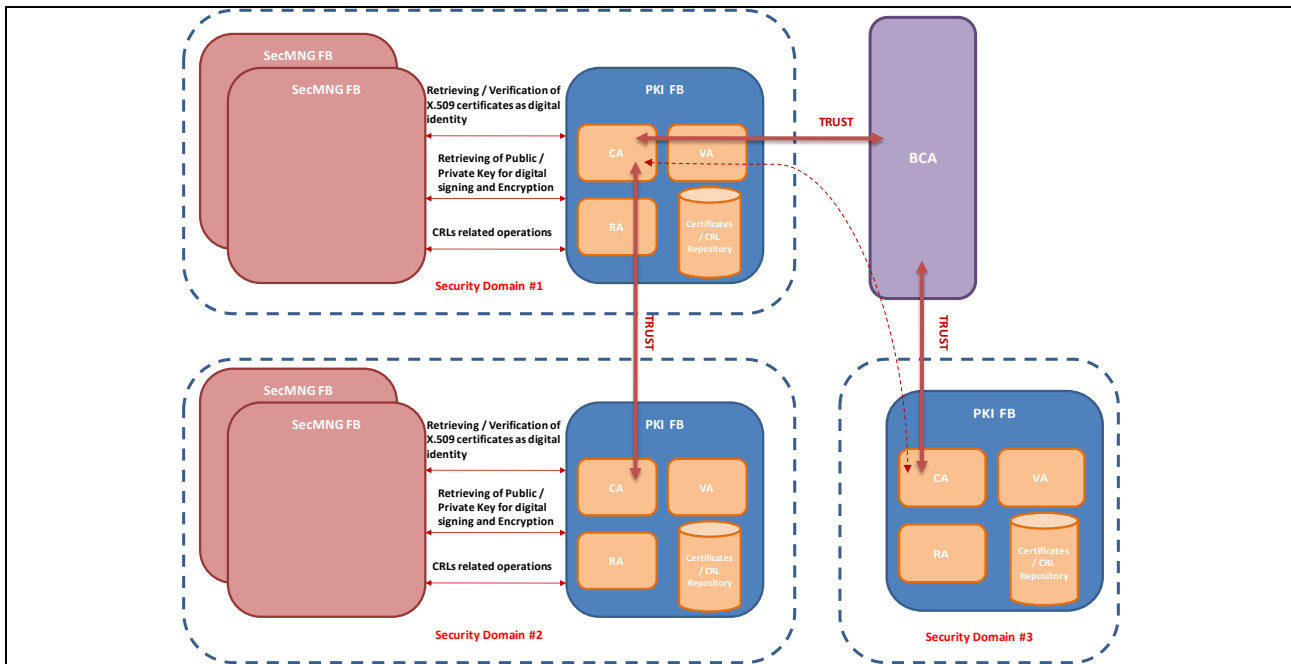 SecMNG FB
SecMNG FB
Retrieving / Verification of
X.509 certificates as digital
identity
Retrieving of Public /
Private Key for digital
signing and Encryption
CRLs related operations
PKI FB
CA
VA
RA
Certificates
/ CRL
Repository
Security Domain #1
TRUST
BCA
TRUST
TRUST
SecMNG FB
SecMNG FB
Retrieving / Verification of
X.509 certificates as digital
identity
Retrieving of Public /
Private Key for digital
signing and Encryption
CRLs related operations
PKI FB
CA
VA
RA
Certificates
/ CRL
Repository
Security Domain #2
PKI FB
CA
VA
RA
Certificates
/ CRL
Repository
Security Domain #3